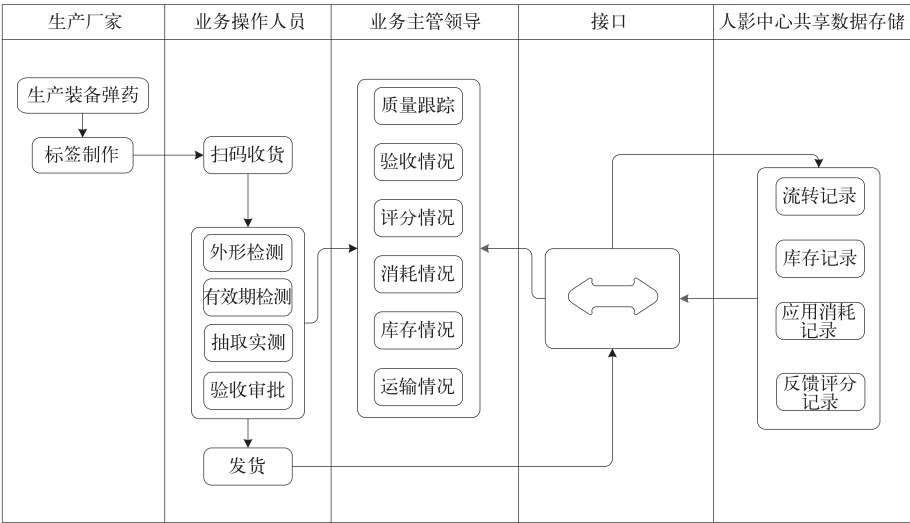 生产厂家
业务操作人员
业务主管领导
接口
人影中心共享数据存储
生产装备弹药
标签制作
扫码收货
外形检测
有效期检测
抽取实测
验收审批
发货
质量跟踪
验收情况
评分情况
消耗情况
库存情况
运输情况
流转记录
库存记录
应用消耗
记录
反馈评分
记录